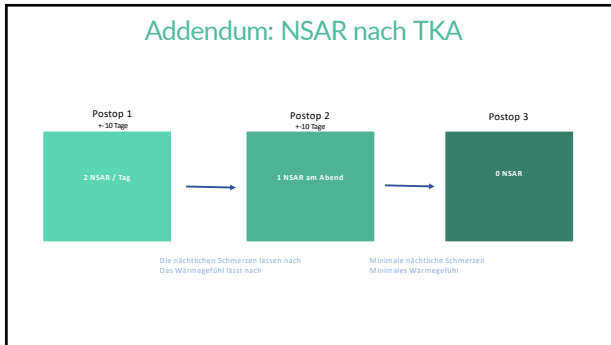 Addendum: NSAR nach TKA
Postop 1
+- 10 Tage
2 NSAR / Tag
Postop 2
+-10 Tage
1 NSAR am Abend
Postop 3
0 NSAR
Die nächtlichen Schmerzen lassen nach
Das Wärmegefühl lässt nach
Minimale nächtliche Schmerzen
Minimales Wärmegefühl